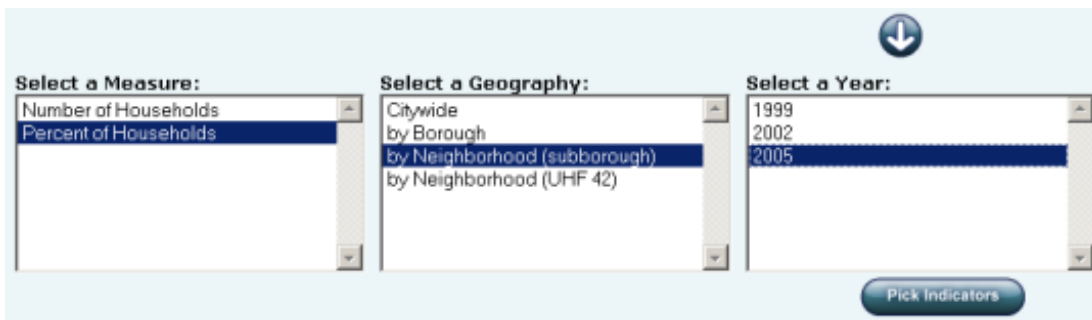 Select a Measure:
Number of Households
Percent of Households
Select a Geography:
Citywide
by Borough
by Neighborhood (subborough)
by Neighborhood (UHF 42)
Select a Year:
1999
2002
2005
Pick Indicators